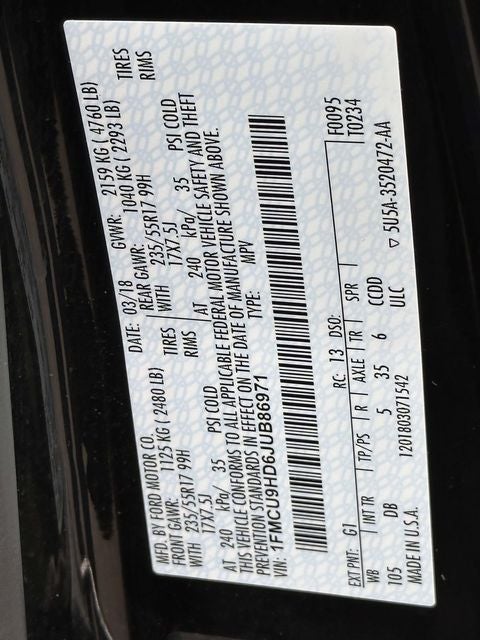 MFD. BY FORD MOTOR CO. DATE: 03/18 GVWR: 2159 KG ( 4760 LB)
FRONT GAWR: 1125 KG ( 2480 LB) REAR GAWR: 1040 KG ( 2293 LB)
WITH 235/55R17 99H TIRES WITH 235/55R17 99H TIRES
17X7.5J RIMS 17X7.5J RIMS
AT 240 kPa/ 35 PSI COLD AT 240 kPa/ 35 PSI COLD
THIS VEHICLE CONFORMS TO ALL APPLICABLE FEDERAL MOTOR VEHICLE SAFETY AND THEFT
PREVENTION STANDARDS IN EFFECT ON THE DATE OF MANUFACTURE SHOWN ABOVE.
VIN: 1FMCU9HD6JUB86971 TYPE: MPV
F0095
T0234
EXT PNT: G1 RC: 13 DSO:
WB INT TR TP/PS R AXLE TR SPR
105 DB 5 35 6 CCDD
MADE IN U.S.A. 1201803071542 ULC
▽ 5U5A-3520472-AA